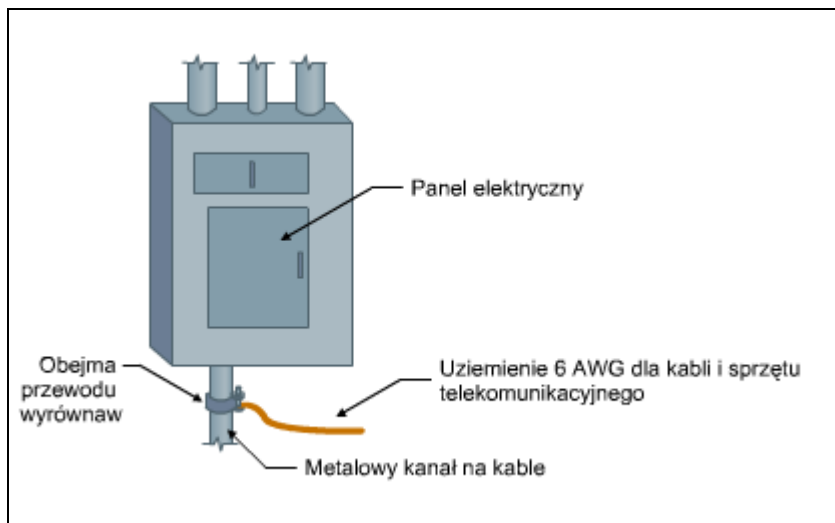 Panel elektryczny
Obejma
przewodu
wyrównaw
Uziemienie 6 AWG dla kabli i sprzętu
telekomunikacyjnego
Metalowy kanał na kable